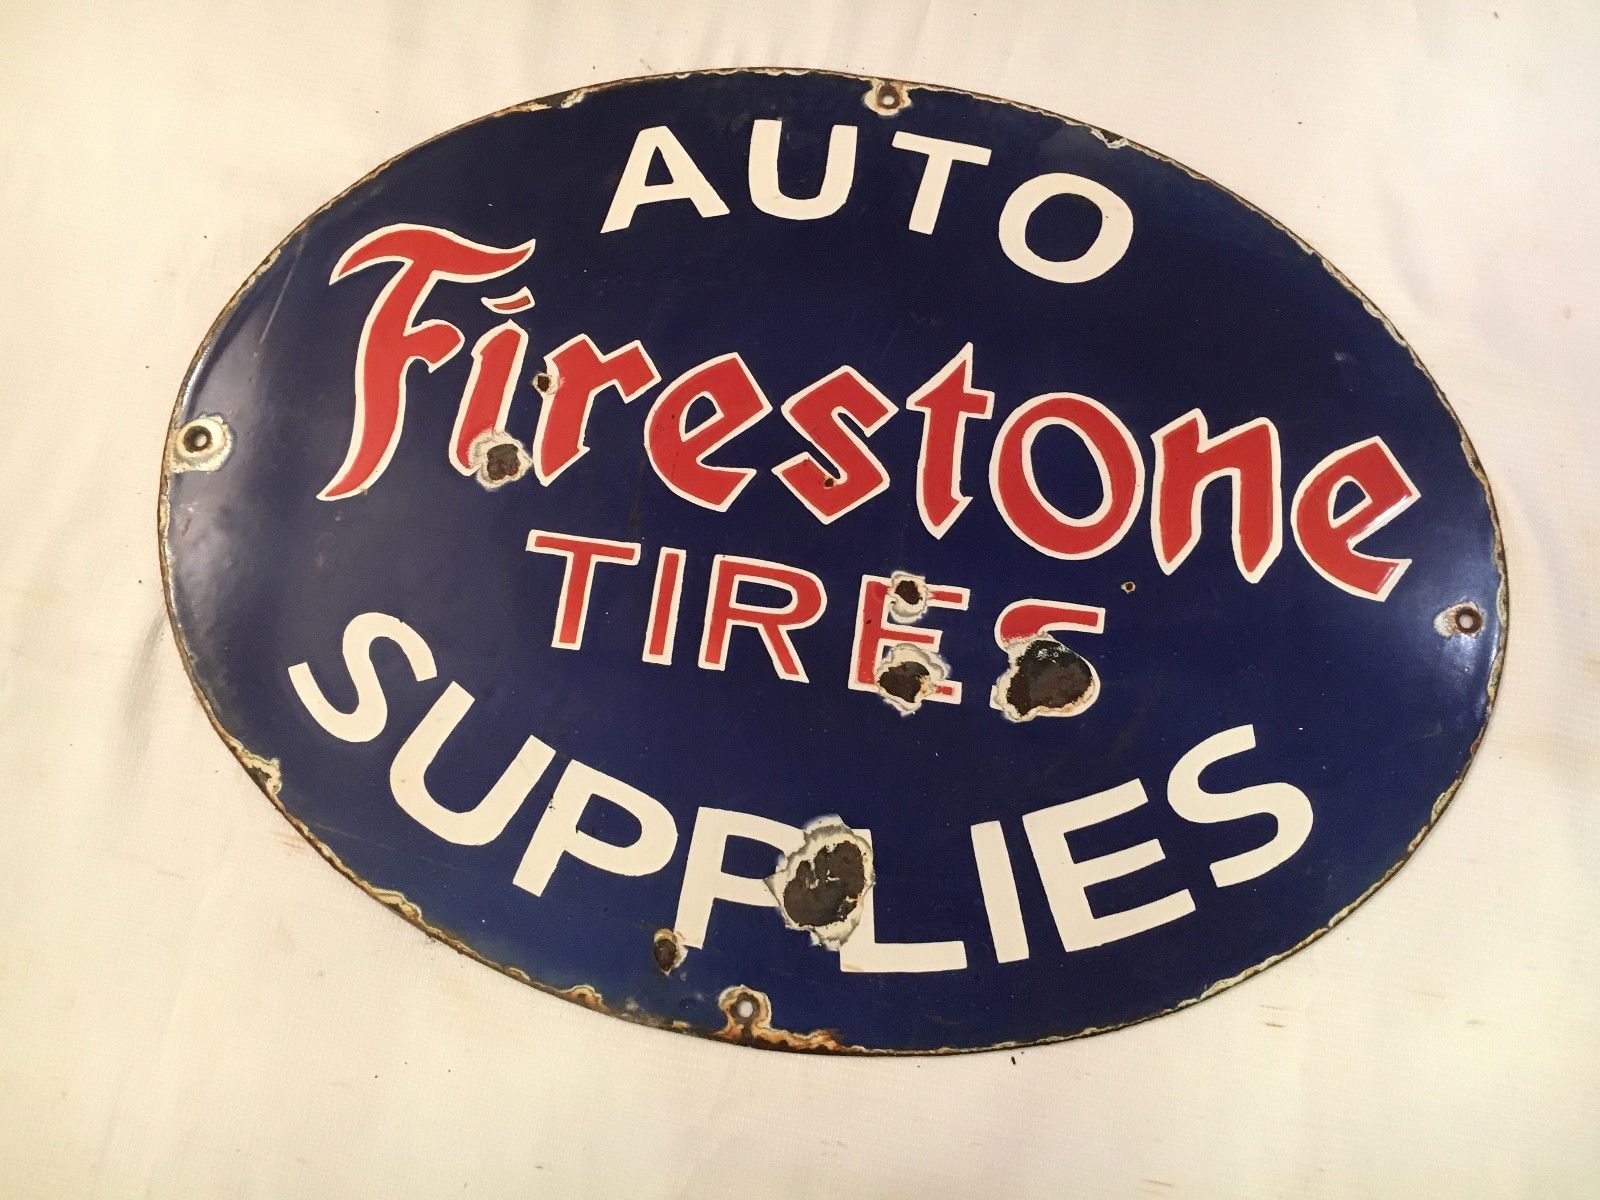 AUTO
Firestone
TIRES
SUPPLIES